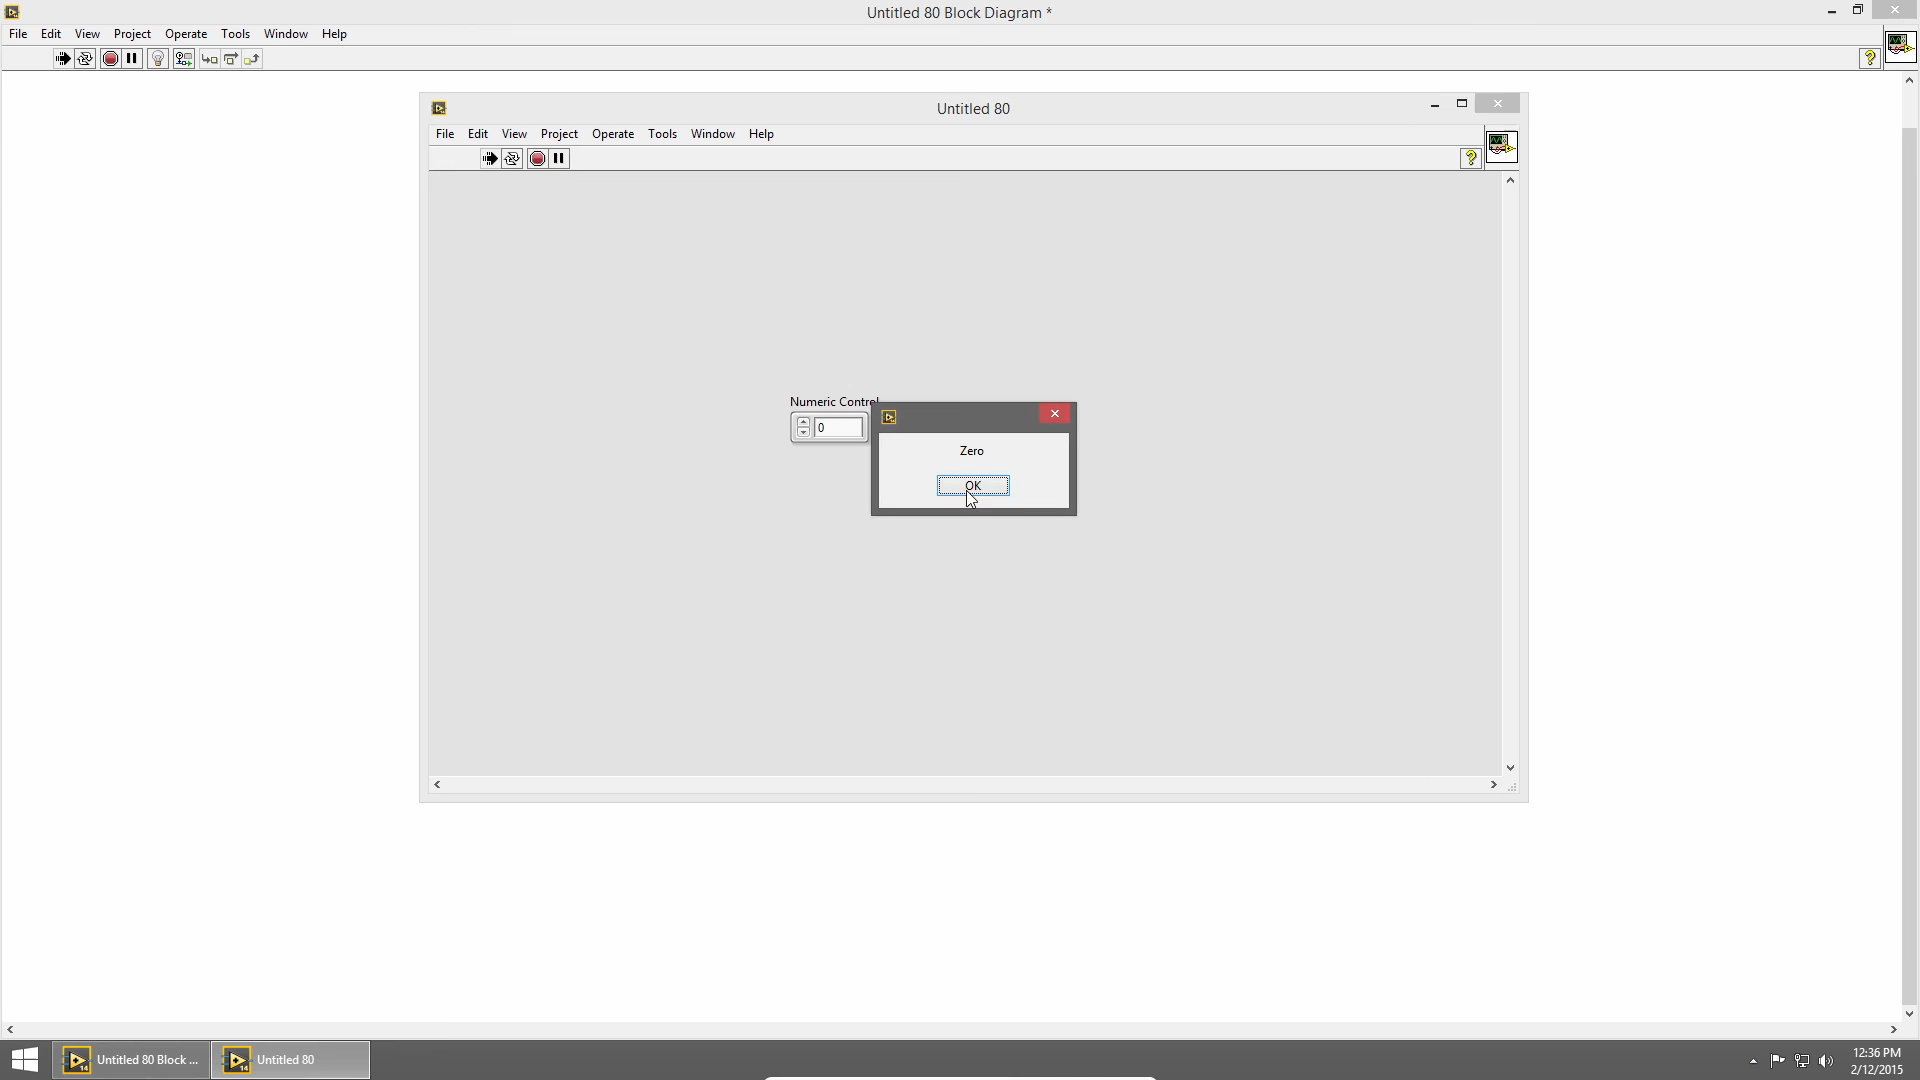 Untitled 80 Block Diagram *
File Edit View Project Operate Tools Window Help
?
Untitled 80
File Edit View Project Operate Tools Window Help
?
Numeric Control
0
Zero
OK
Untitled 80 Block ...
Untitled 80
12:36 PM
2/12/2015